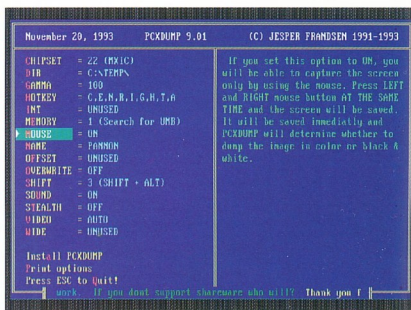 November 20, 1993 PCXDUMP 9.01 (C) JESPER FRANDSEN 1991-1993
CHIPSET = 22 (MXIC)
DIR = C:\TEMP\
GAMMA = 100
HOTKEY = C,E,N,B,I,G,H,T,A
INT = UNUSED
MEMORY = 1 (Search for UMB)
MOUSE = ON
NAME = PANNON
OFFSET = UNUSED
OVERWRITE = OFF
SHIFT = 3 (SHIFT + ALT)
SOUND = ON
STEALTH = OFF
VIDEO = AUTO
WIDE = UNUSED
Install PCXDUMP
Print options
Press ESC to Quit!
If you set this option to ON, you
will be able to capture the screen
only by using the mouse. Press LEFT
and RIGHT mouse button AT THE SAME
TIME and the screen will be saved.
It will be saved immediatly and
PCXDUMP will determine whether to
dump the image in color or black &
white.
work. If you dont support shareware who will? Thank you f